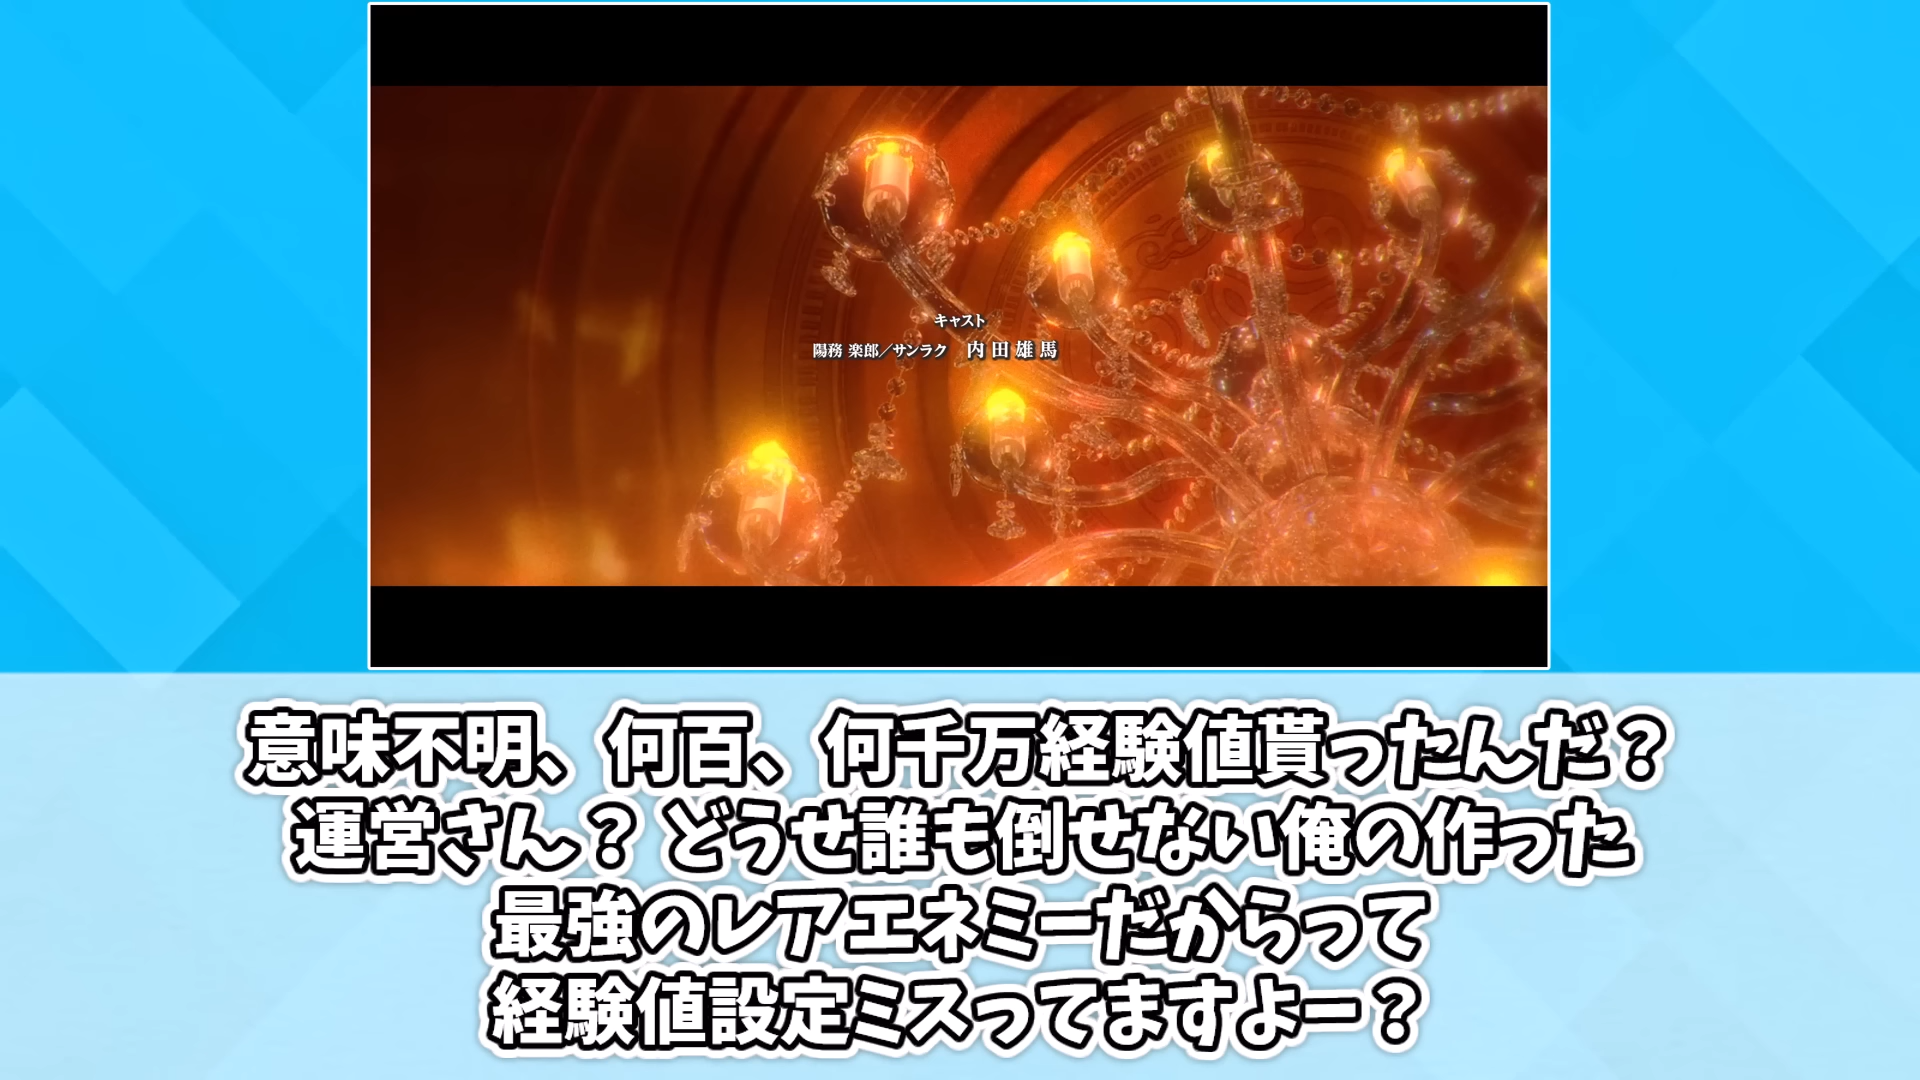 キャスト
陽務 楽郎／サンラク 内田雄馬
意味不明、何百、何千万経験値貰ったんだ？
運営さん？ どうせ誰も倒せない俺の作った
最強のレアエネミーだからって
経験値設定ミスってますよー？